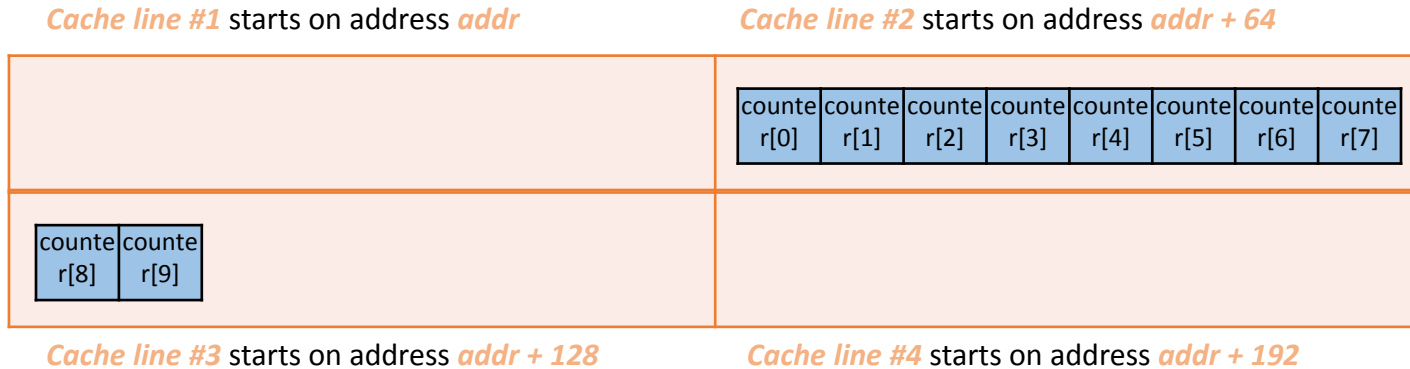 Cache line #1 starts on address addr
Cache line #2 starts on address addr + 64
counte counte counte counte counte counte counte counte
r[0] r[1] r[2] r[3] r[4] r[5] r[6] r[7]
counte counte
r[8] r[9]
Cache line #3 starts on address addr + 128
Cache line #4 starts on address addr + 192